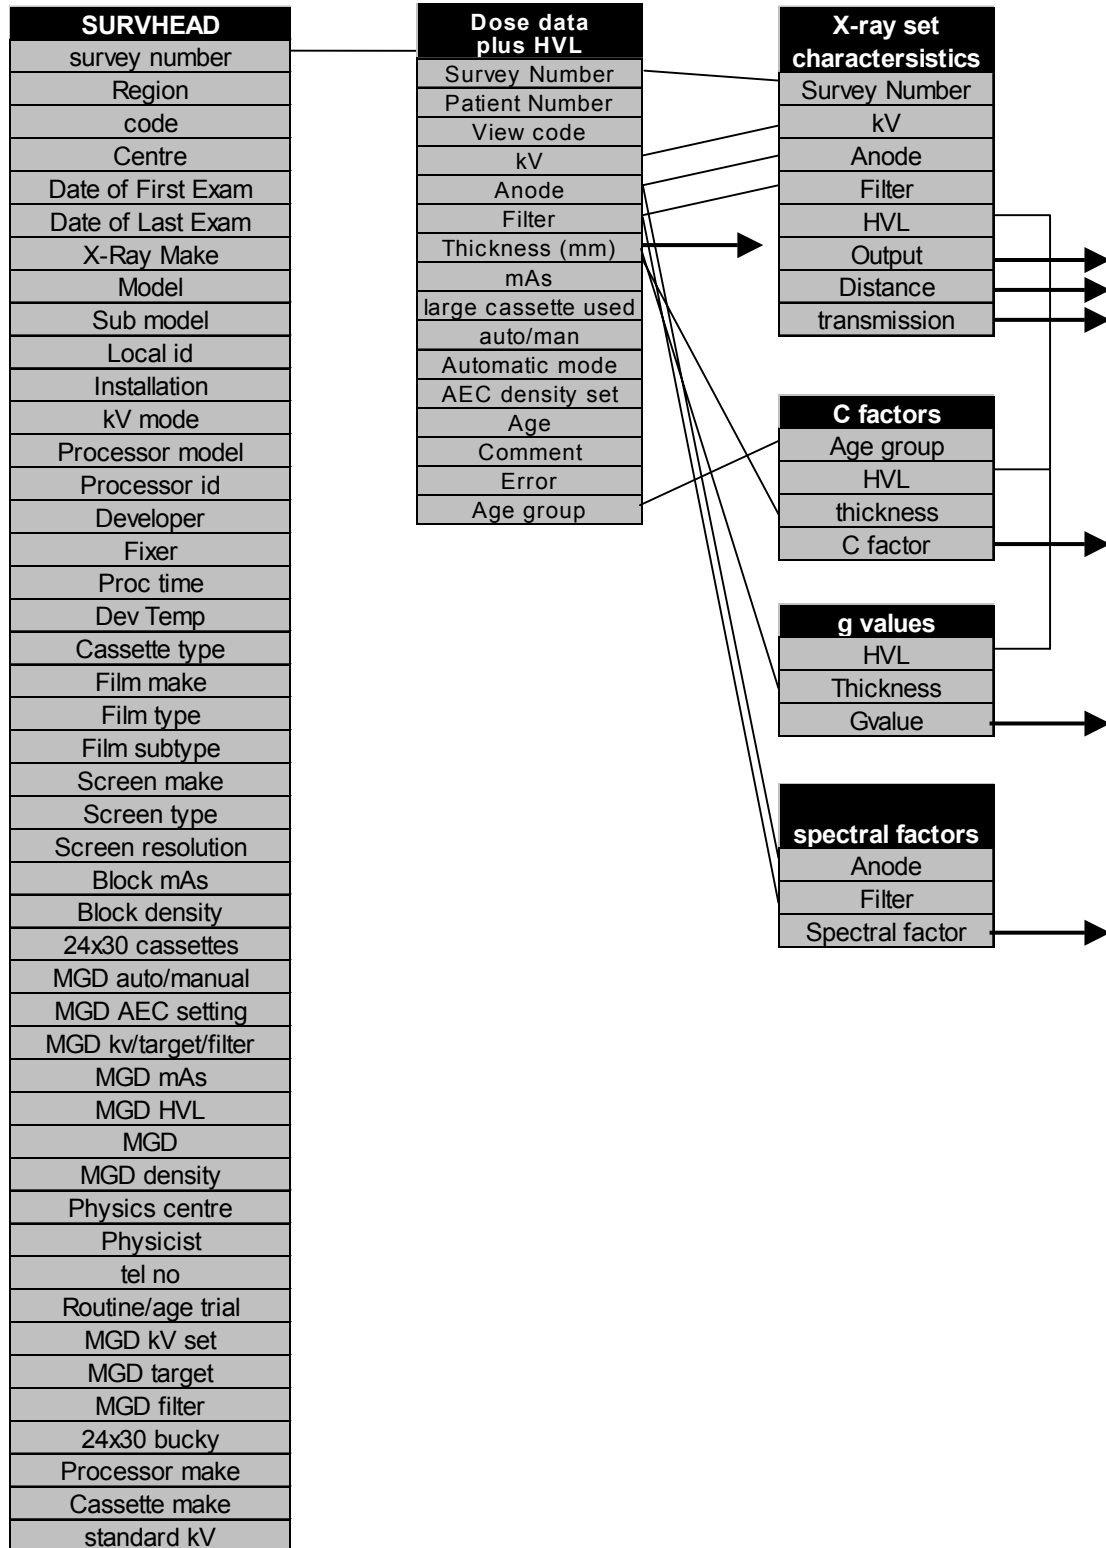 SURVHEAD
survey number
Region
code
Centre
Date of First Exam
Date of Last Exam
X-Ray Make
Model
Sub model
Local id
Installation
kV mode
Processor model
Processor id
Developer
Fixer
Proc time
Dev Temp
Cassette type
Film make
Film type
Film subtype
Screen make
Screen type
Screen resolution
Block mAs
Block density
24x30 cassettes
MGD auto/manual
MGD AEC setting
MGD kv/target/filter
MGD mAs
MGD HVL
MGD
MGD density
Physics centre
Physicist
tel no
Routine/age trial
MGD kV set
MGD target
MGD filter
24x30 bucky
Processor make
Cassette make
standard kV
Dose data
plus HVL
Survey Number
Patient Number
View code
kV
Anode
Filter
Thickness (mm)
mAs
large cassette used
auto/man
Automatic mode
AEC density set
Age
Comment
Error
Age group
X-ray set
charactersistics
Survey Number
kV
Anode
Filter
HVL
Output
Distance
transmission
C factors
Age group
HVL
thickness
C factor
g values
HVL
Thickness
Gvalue
spectral factors
Anode
Filter
Spectral factor